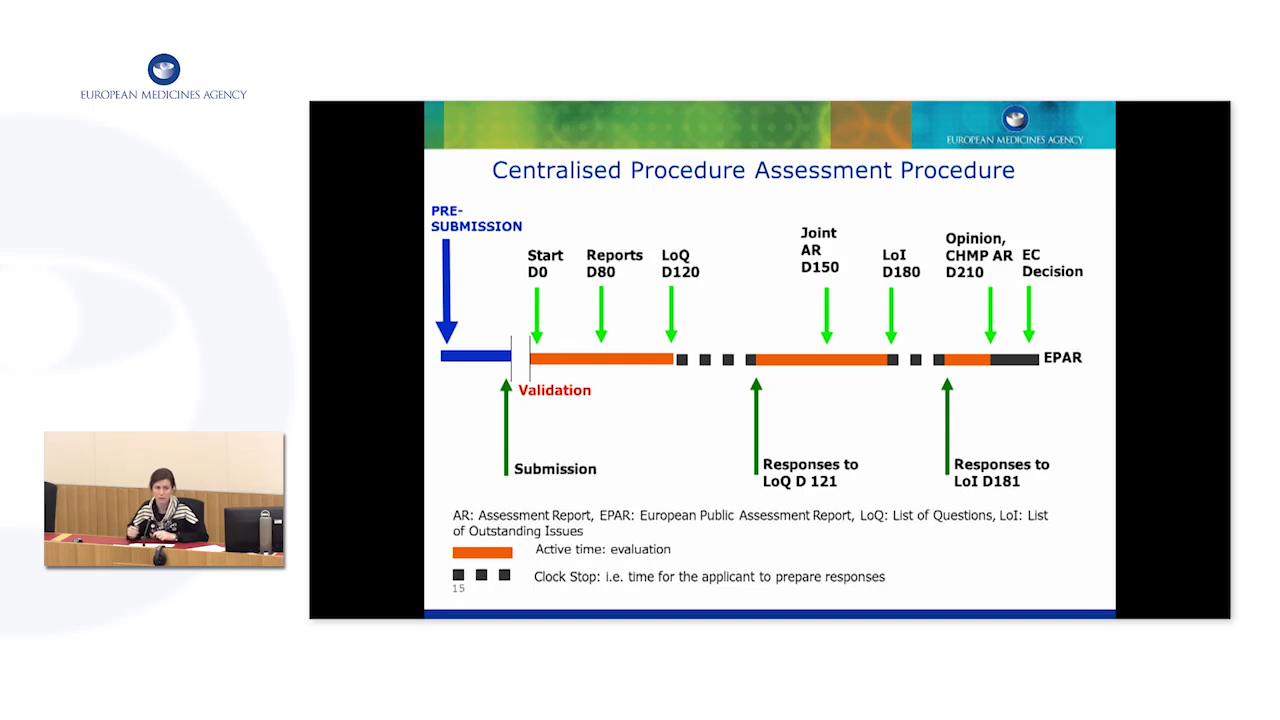 EUROPEAN MEDICINES AGENCY
EUROPEAN MEDICINES AGENCY
Centralised Procedure Assessment Procedure
PRE-
SUBMISSION
Start
D0
Reports
D80
LoQ
D120
Joint
AR
D150
LoI
D180
Opinion,
CHMP AR
D210
EC
Decision
EPAR
Validation
Submission
Responses to
LoQ D 121
Responses to
LoI D181
AR: Assessment Report, EPAR: European Public Assessment Report, LoQ: List of Questions, LoI: List
of Outstanding Issues
Active time: evaluation
Clock Stop: i.e. time for the applicant to prepare responses
15